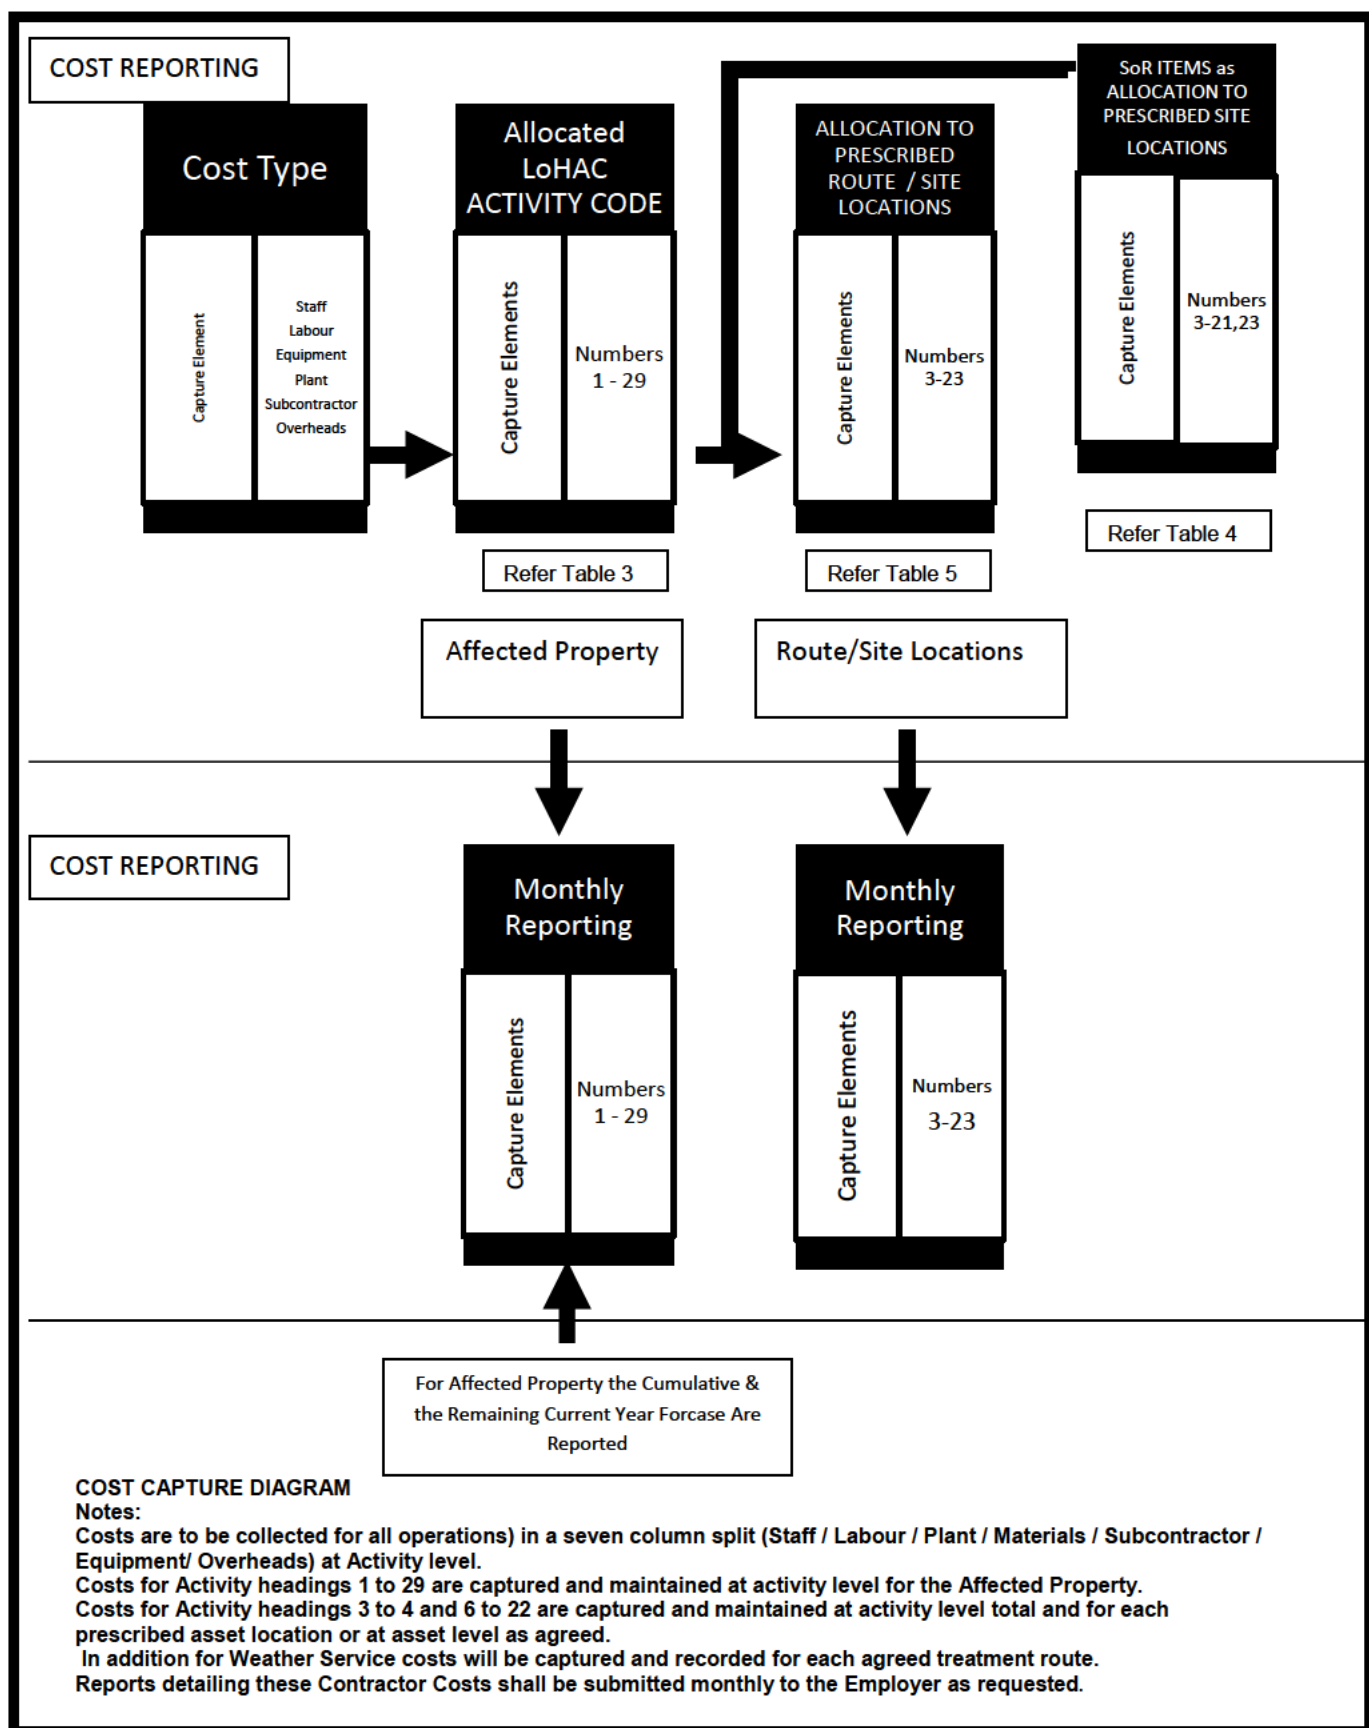 COST REPORTING
Cost Type
Capture Element
Staff
Labour
Equipment
Plant
Subcontractor
Overheads
Allocated
LoHAC
ACTIVITY CODE
Capture Elements
Numbers
1 - 29
Refer Table 3
ALLOCATION TO
PRESCRIBED
ROUTE / SITE
LOCATIONS
Capture Elements
Numbers
3-23
Refer Table 5
SoR ITEMS as
ALLOCATION TO
PRESCRIBED SITE
LOCATIONS
Capture Elements
Numbers
3-21,23
Refer Table 4
Affected Property
Route/Site Locations
COST REPORTING
Monthly
Reporting
Capture Elements
Numbers
1 - 29
Monthly
Reporting
Capture Elements
Numbers
3-23
For Affected Property the Cumulative &
the Remaining Current Year Forcase Are
Reported
COST CAPTURE DIAGRAM
Notes:
Costs are to be collected for all operations) in a seven column split (Staff / Labour / Plant / Materials / Subcontractor /
Equipment/ Overheads) at Activity level.
Costs for Activity headings 1 to 29 are captured and maintained at activity level for the Affected Property.
Costs for Activity headings 3 to 4 and 6 to 22 are captured and maintained at activity level total and for each
prescribed asset location or at asset level as agreed.
In addition for Weather Service costs will be captured and recorded for each agreed treatment route.
Reports detailing these Contractor Costs shall be submitted monthly to the Employer as requested.